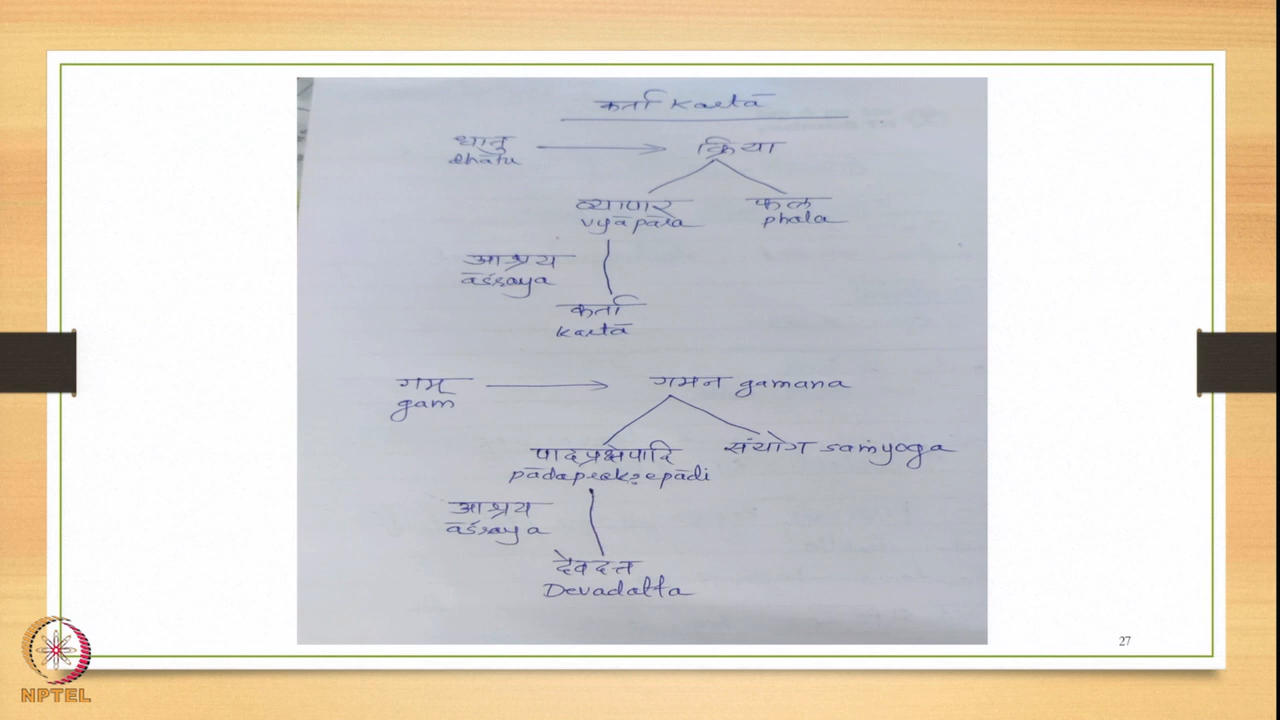 कर्ता kartā
धातु → क्रिया
dhātu
व्यापार फल
vyāpāra phala
आश्रय
āśraya
कर्ता
kartā
गम् → गमन gamana
gam
पादप्रक्षेपादि संयोग saṁyoga
pādaprakṣepādi
आश्रय
āśraya
देवदत्त
Devadatta
27
NPTEL